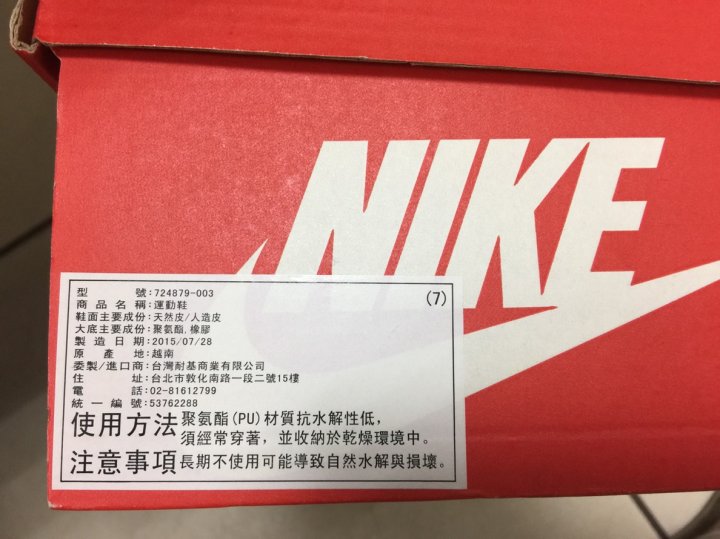 NIKE
(7)
型 號:724879-003
商品名稱:運動鞋
鞋面主要成份:天然皮/人造皮
大底主要成份:聚氨酯,橡膠
製造日期:2015/07/28
原 產 地:越南
委製/進口商:台灣耐基商業有限公司
住 址:台北市敦化南路一段二號15樓
電 話:02-81612799
統一編號:53762288
使用方法 聚氨酯(PU)材質抗水解性低,
須經常穿著,並收納於乾燥環境中。
注意事項 長期不使用可能導致自然水解與損壞。